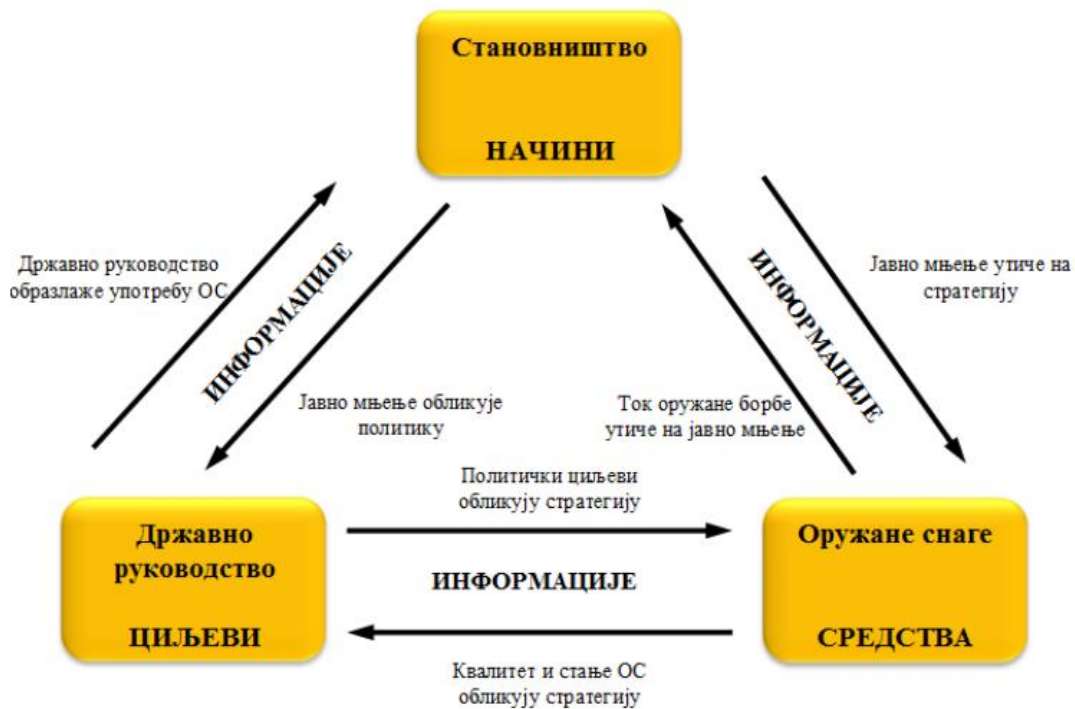 Становништво
НАЧИНИ
Државно руководство
образлаже употребу ОС
ИНФОРМАЦИЈЕ
Јавно мњење обликује
политику
ИНФОРМАЦИЈЕ
Јавно мњење утиче на
стратегију
Ток оружане борбе
утиче на јавно мњење
Државно
руководство
ЦИЉЕВИ
Политички циљеви
обликују стратегију
ИНФОРМАЦИЈЕ
Квалитет и стање ОС
обликују стратегију
Оружане снаге
СРЕДСТВА